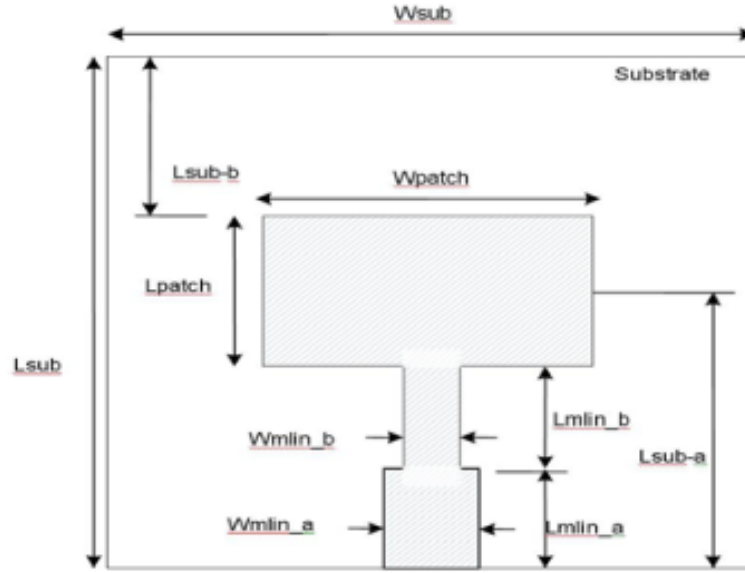 Wsub
Substrate
Lsub-b
Wpatch
Lpatch
Lsub
Wmlin_b
Lmlin_b
Lsub-a
Wmlin_a
Lmlin_a